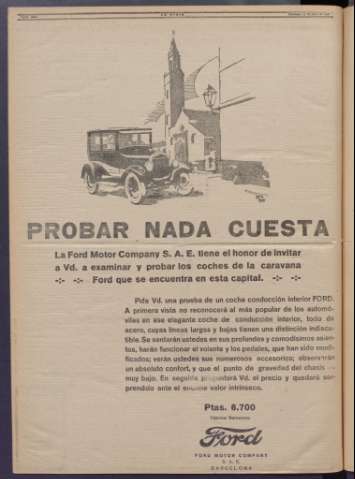 PROBAR NADA CUESTA
La Ford Motor Company S. A. E. tiene el honor de invitar
a Vd. a examinar y probar los coches de la caravana
-:- -:- Ford que se encuentra en esta capital. -:- -:-
Pida Vd. una prueba de un coche conducción interior FORD.
A primera vista no reconocerá al más popular de los automó-
viles en ese elegante coche de conducción interior, todo de
acero, cuyas líneas largas y bajas tienen una distinción indiscu-
tible. Se sentarán ustedes en sus profundos y comodísimos asien-
tos, harán funcionar el volante y los pedales, que han sido modi-
ficados; verán ustedes sus numerosos accesorios; observarán
un absoluto confort, y que el punto de gravedad del chasis
muy bajo. En seguida preguntará Vd. el precio y quedará sor-
prendido ante el enorme valor intrínseco.
Ptas. 6.700
Fábrica Barcelona
Ford
FORD MOTOR COMPANY
S. A. E.
BARCELONA